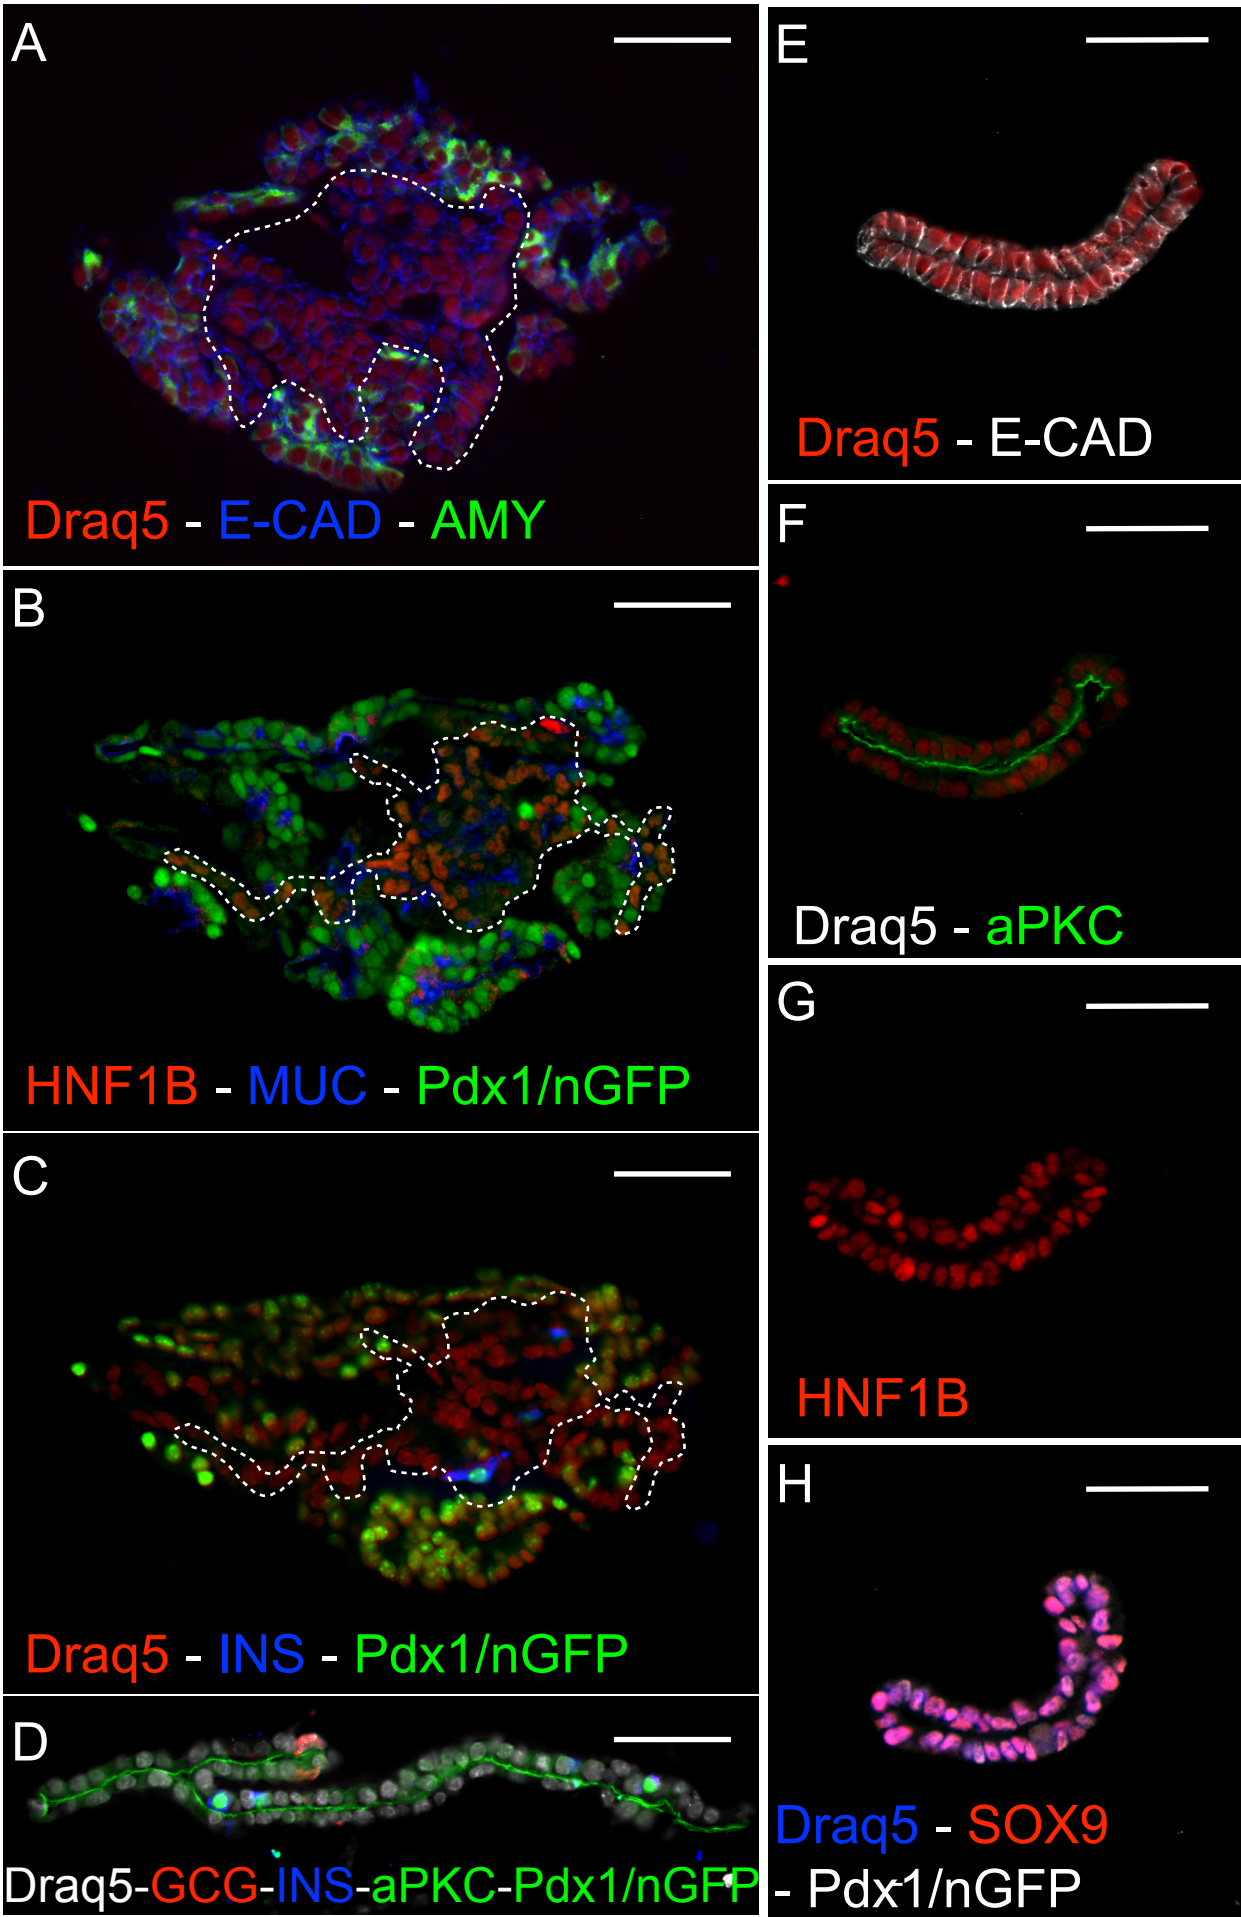 A
Draq5 - E-CAD - AMY
B
HNF1B - MUC - Pdx1/nGFP
C
Draq5 - INS - Pdx1/nGFP
D
Draq5-GCG-INS-aPKC-Pdx1/nGFP
E
Draq5 - E-CAD
F
Draq5 - aPKC
G
HNF1B
H
Draq5 - SOX9
- Pdx1/nGFP